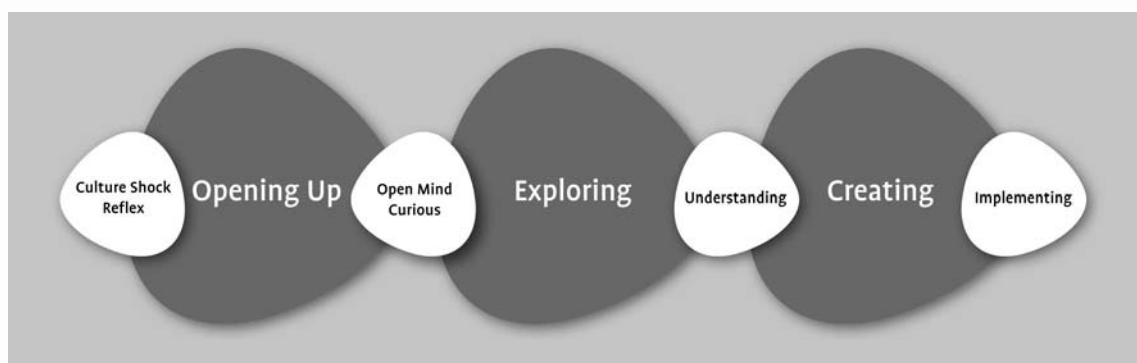 Culture Shock
Reflex
Opening Up
Open Mind
Curious
Exploring
Understanding
Creating
Implementing